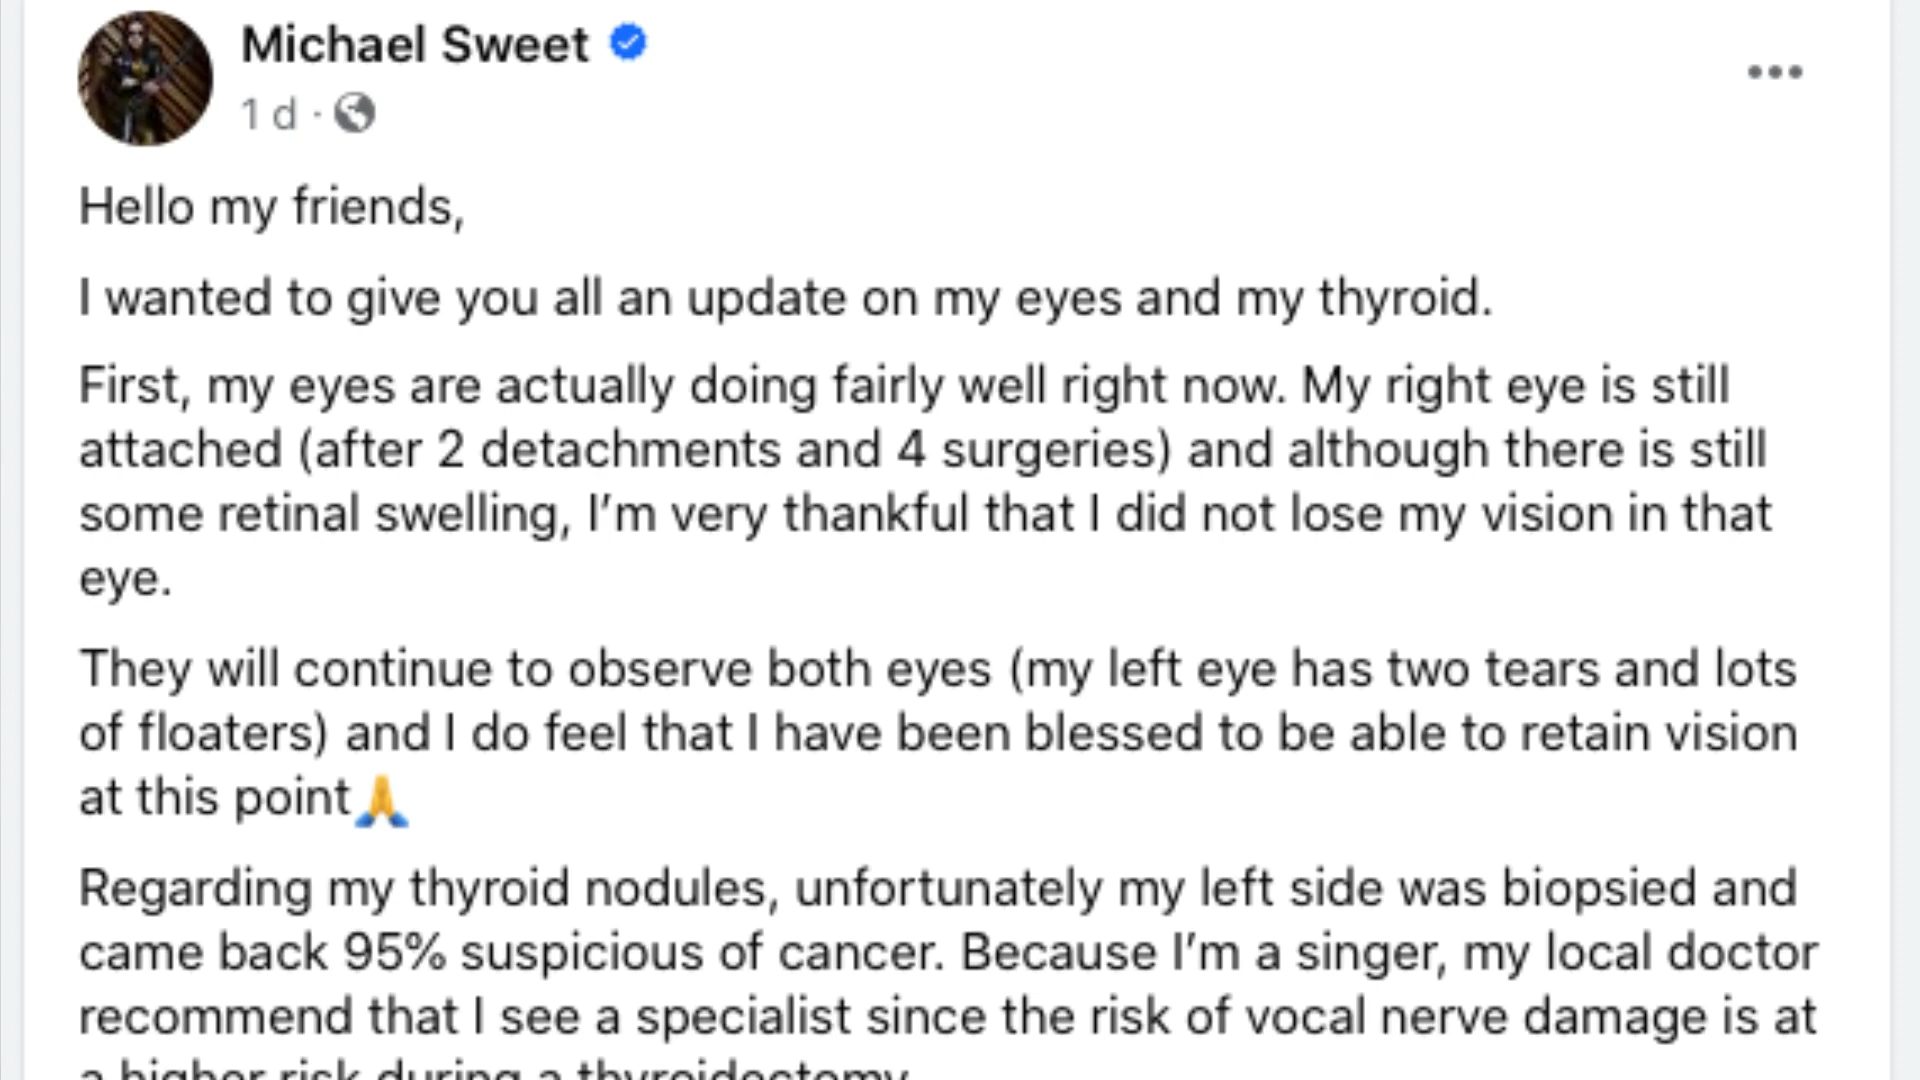 Michael Sweet
1 d ·
Hello my friends,
I wanted to give you all an update on my eyes and my thyroid.
First, my eyes are actually doing fairly well right now. My right eye is still
attached (after 2 detachments and 4 surgeries) and although there is still
some retinal swelling, I’m very thankful that I did not lose my vision in that
eye.
They will continue to observe both eyes (my left eye has two tears and lots
of floaters) and I do feel that I have been blessed to be able to retain vision
at this point🙏
Regarding my thyroid nodules, unfortunately my left side was biopsied and
came back 95% suspicious of cancer. Because I’m a singer, my local doctor
recommend that I see a specialist since the risk of vocal nerve damage is at
a higher risk during a thyroidectomy